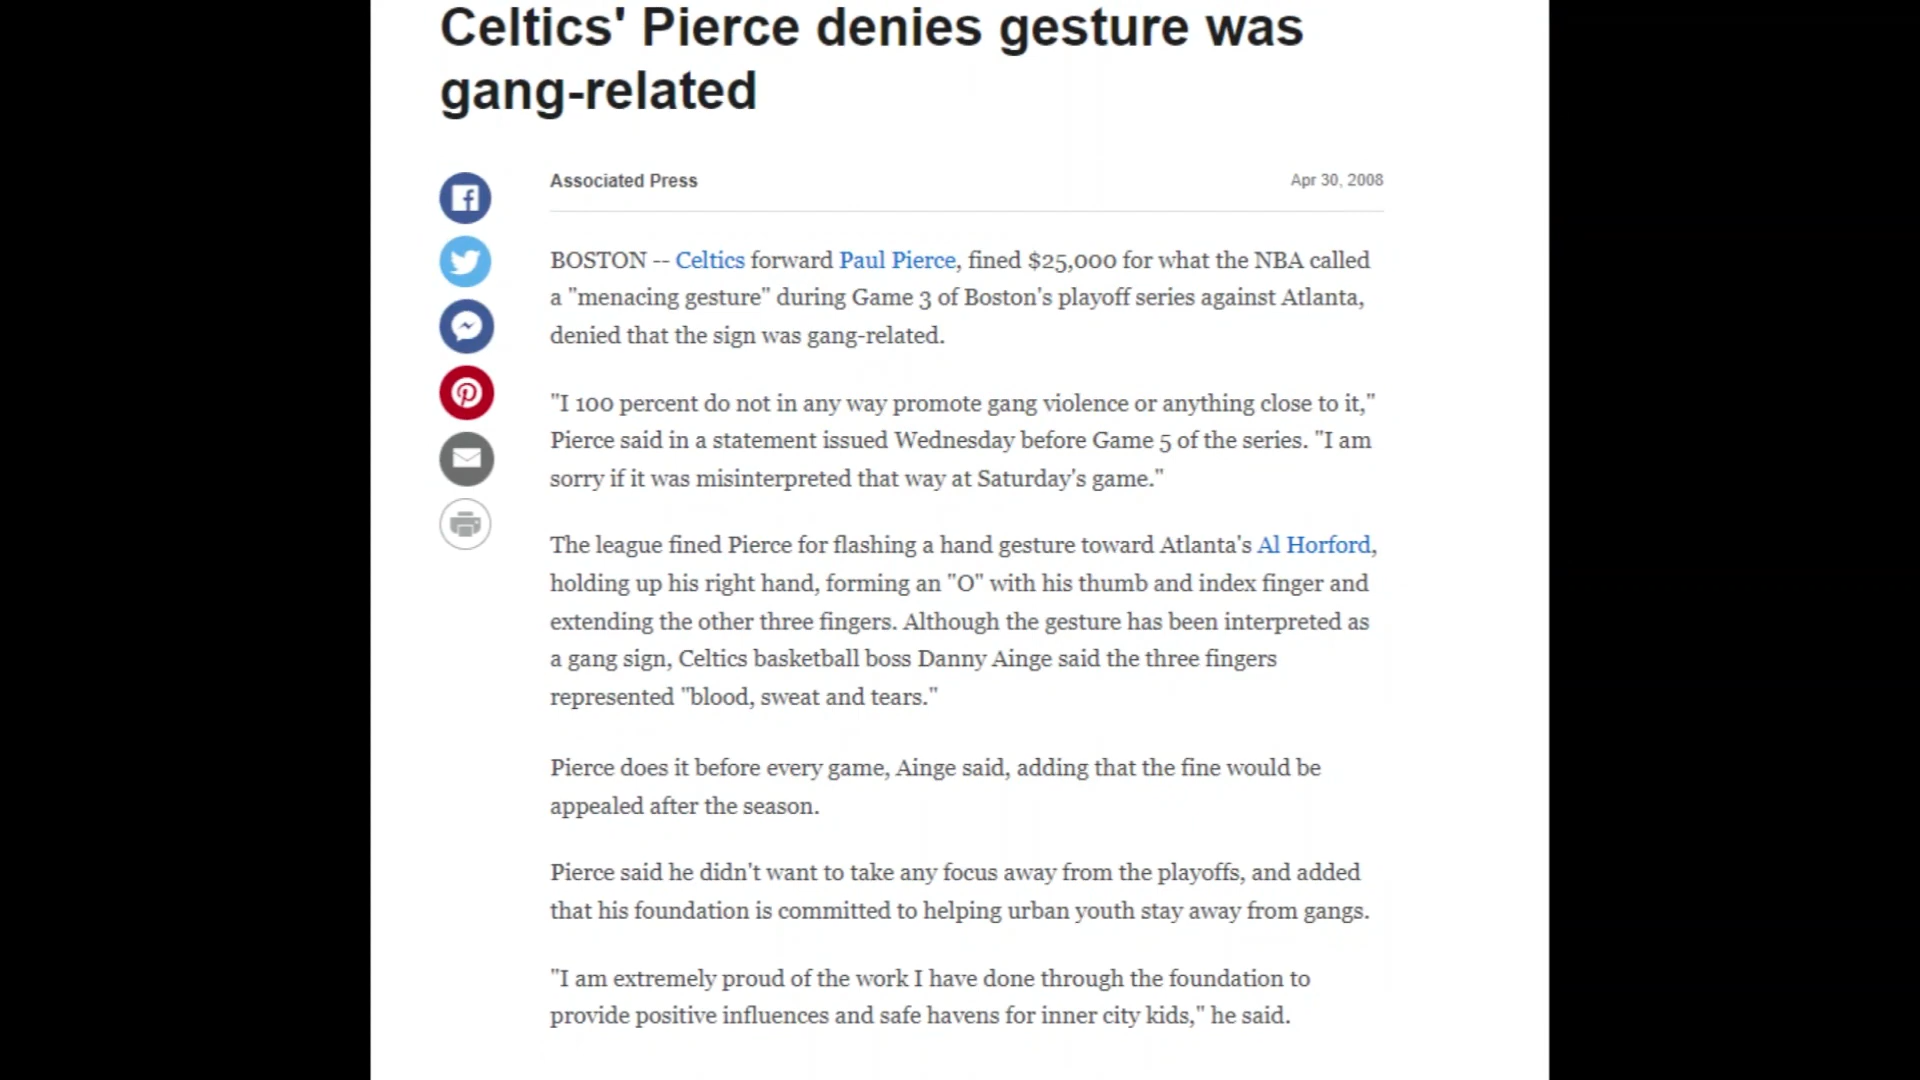 Celtics' Pierce denies gesture was
gang-related
Associated Press
Apr 30, 2008
BOSTON -- Celtics forward Paul Pierce, fined $25,000 for what the NBA called
a "menacing gesture" during Game 3 of Boston's playoff series against Atlanta,
denied that the sign was gang-related.
"I 100 percent do not in any way promote gang violence or anything close to it,"
Pierce said in a statement issued Wednesday before Game 5 of the series. "I am
sorry if it was misinterpreted that way at Saturday's game."
The league fined Pierce for flashing a hand gesture toward Atlanta's Al Horford,
holding up his right hand, forming an "O" with his thumb and index finger and
extending the other three fingers. Although the gesture has been interpreted as
a gang sign, Celtics basketball boss Danny Ainge said the three fingers
represented "blood, sweat and tears."
Pierce does it before every game, Ainge said, adding that the fine would be
appealed after the season.
Pierce said he didn't want to take any focus away from the playoffs, and added
that his foundation is committed to helping urban youth stay away from gangs.
"I am extremely proud of the work I have done through the foundation to
provide positive influences and safe havens for inner city kids," he said.